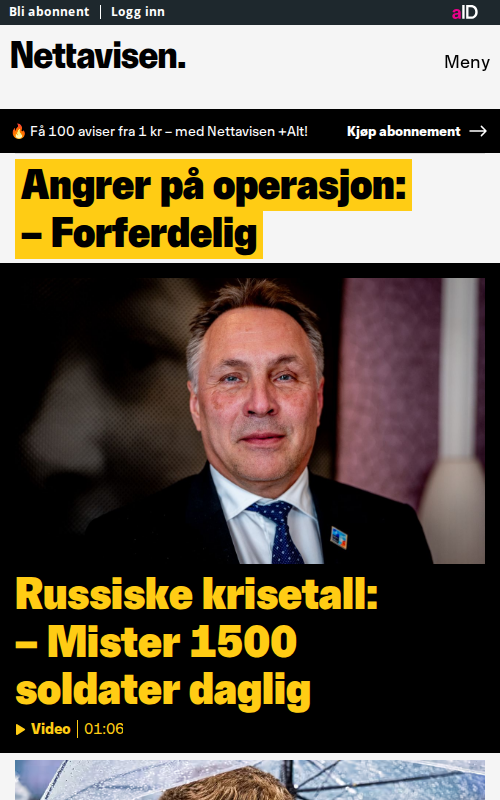 Bli abonnent | Logg inn
aID
Nettavisen.
Meny
🔥 Få 100 aviser fra 1 kr – med Nettavisen +Alt!
Kjøp abonnement →
Angrer på operasjon:
– Forferdelig
Russiske krisetall:
– Mister 1500
soldater daglig
Video | 01:06